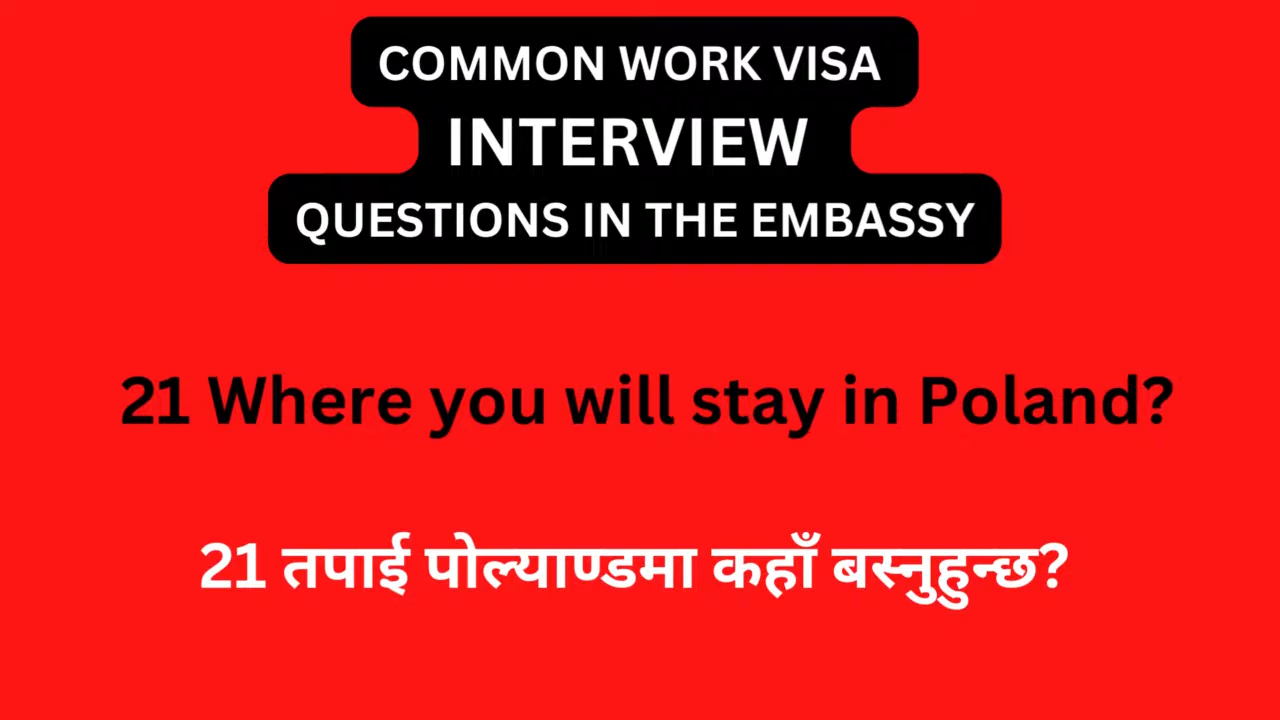 COMMON WORK VISA
INTERVIEW
QUESTIONS IN THE EMBASSY
21 Where you will stay in Poland?
21 तपाई पोल्याण्डमा कहाँ बस्नुहुन्छ?